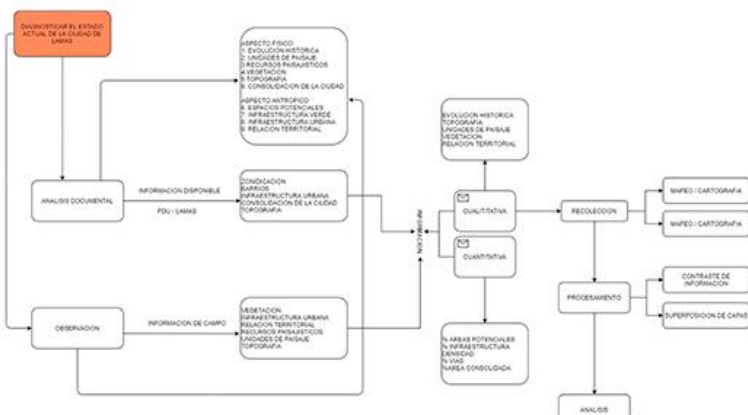 DIAGNOSTICAR EL ESTADO
ACTUAL DE LA CIUDAD DE
LAMAS
ASPECTO FISICO
1. EVOLUCIÓN HISTORICA
2. UNIDADES DE PAISAJE
3.RECURSOS PAISAJISTICOS
4.VEGETACION
5.TOPOGRAFIA
6. CONSOLIDACION DE LA CIUDAD
ASPECTO ANTROFICO
6. ESPACIOS POTENCIALES
7. INFRAESTRUCTURA VERDE
8. INFRAESTRUCTURA URBANA
9. RELACION TERRITORIAL
ANALISIS DOCUMENTAL
INFORMACION DISPONIBLE
PDU - LAMAS
ZONIDICACION
BARRIOS
INFRAESTRUCTURA URBANA
CONSOLIDACION DE LA CIUDAD
TOPOGRAFIA
OBSERVACION
INFORMACION DE CAMPO
VEGETACION
INFRAESTRUCTURA URBANA
RELACION TERRITORIAL
RECURSOS PAISAJISTICOS
UNIDADES DE PAISAJE
TOPOGRAFIA
INFORMACION
EVOLUCIÓN HISTORICA
TOPOGRAFIA
UNIDADES DE PAISAJE
VEGETACION
RELACION TERRITORIAL
CUALITITATIVA
CUANTITATIVA
% AREAS POTENCIALES
% INFRAESTRUCTURA
DENSIDAD
% VIAS
%AREA CONSOLIDADA
RECOLECCION
MAPEO / CARTOGRAFIA
MAPEO / CARTOGRAFIA
PROCESAMIENTO
CONTRASTE DE
INFORMACION
SUPERPOSICION DE CAPAS
ANALISIS